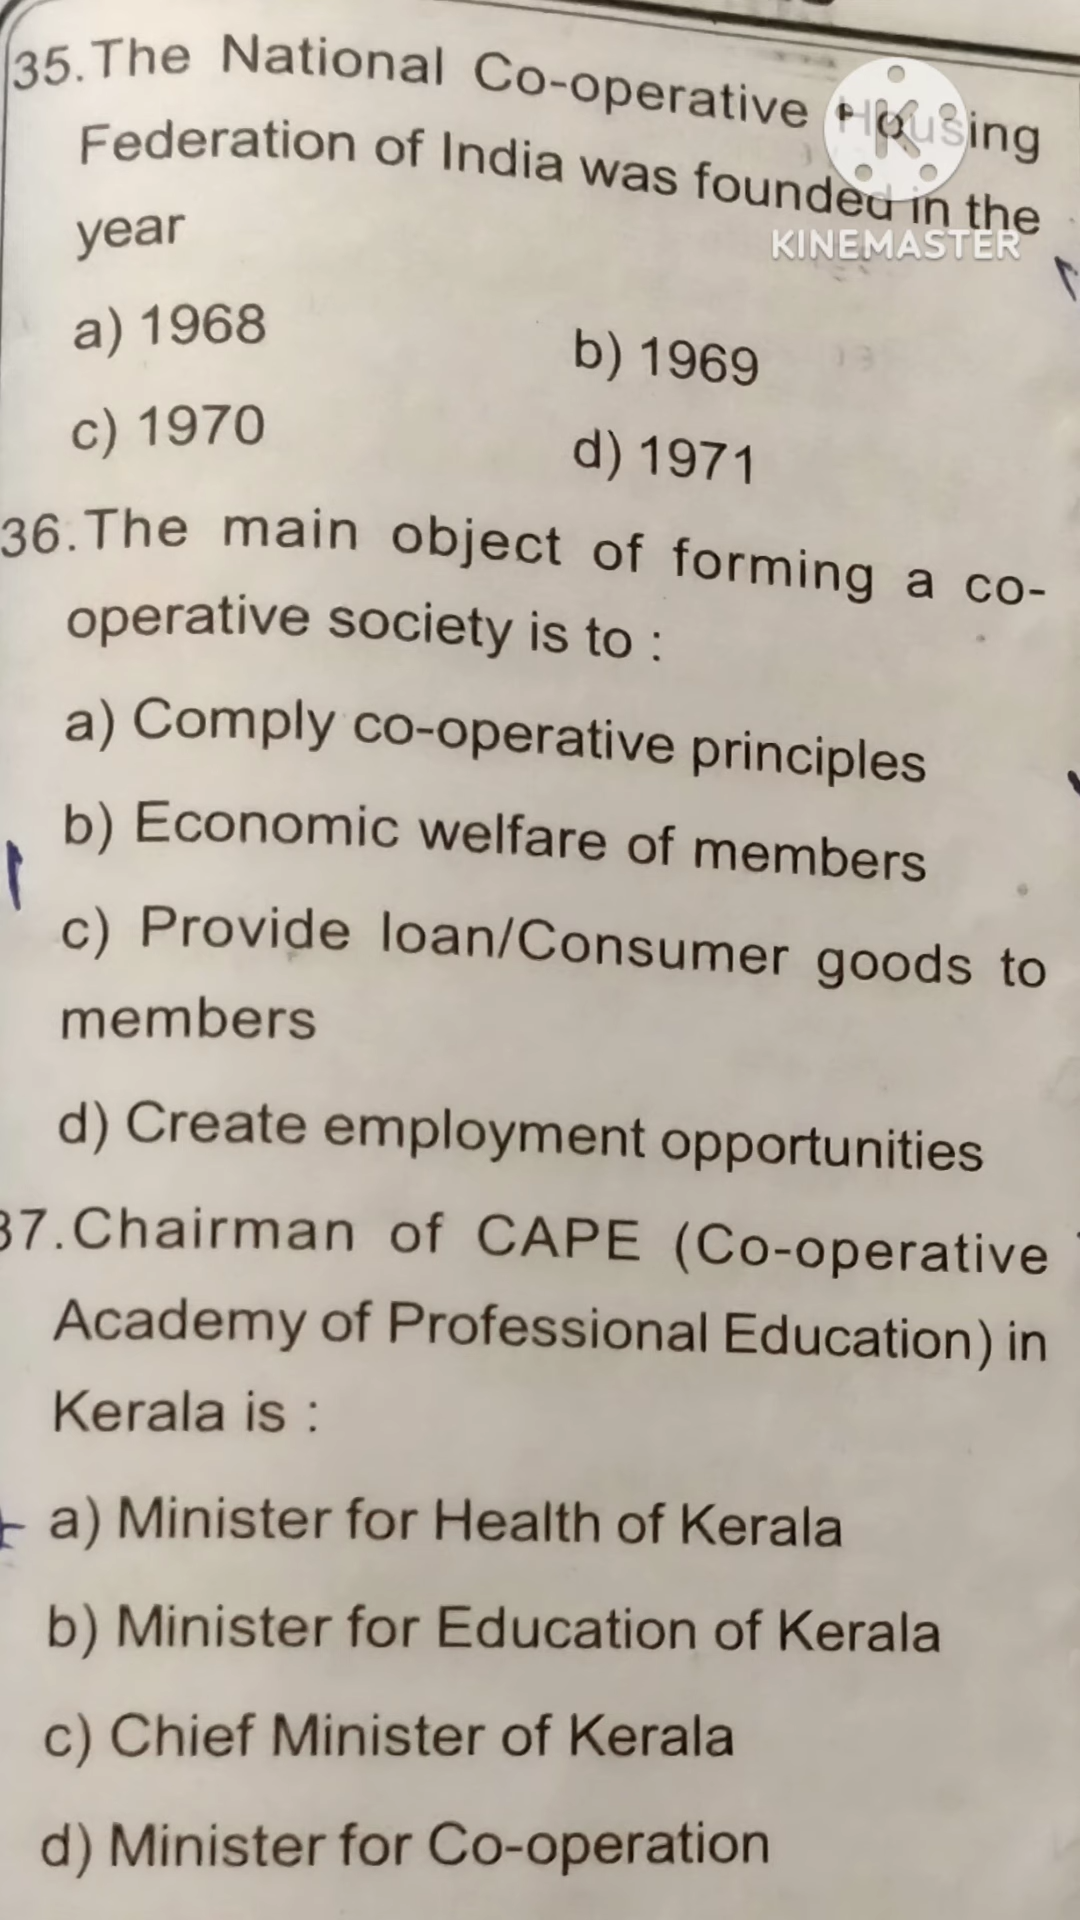 35. The National Co-operative Housing
Federation of India was founded in the
year
KINEMASTER
a) 1968
b) 1969
c) 1970
d) 1971
36. The main object of forming a co-
operative society is to :
a) Comply co-operative principles
b) Economic welfare of members
c) Provide loan/Consumer goods to
members
d) Create employment opportunities
37. Chairman of CAPE (Co-operative
Academy of Professional Education) in
Kerala is :
a) Minister for Health of Kerala
b) Minister for Education of Kerala
c) Chief Minister of Kerala
d) Minister for Co-operation